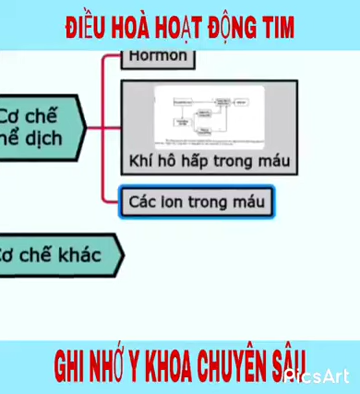 ĐIỀU HOÀ HOẠT ĐỘNG TIM
Hormon
Cơ chế
hể dịch
Khí hô hấp trong máu
Các Ion trong máu
cơ chế khác
GHI NHỚ Y KHOA CHUYÊN SÂU
PicsArt